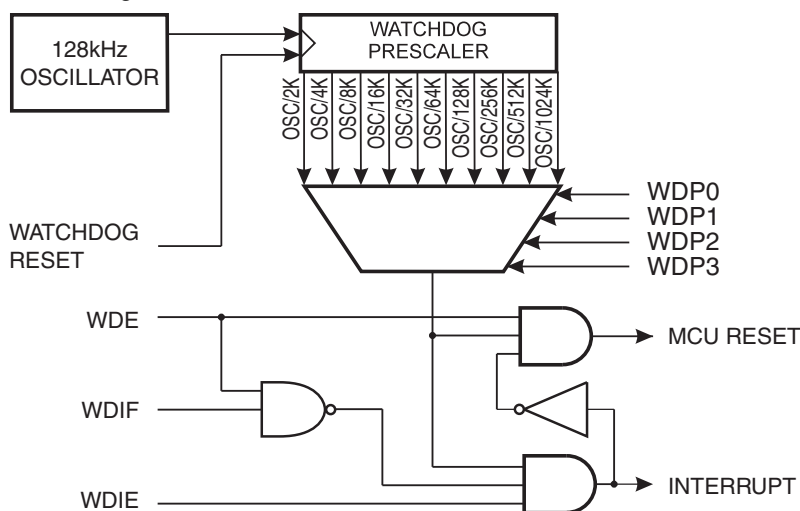 128kHz
OSCILLATOR
WATCHDOG
PRESCALER
OSC/2K
OSC/4K
OSC/8K
OSC/16K
OSC/32K
OSC/64K
OSC/128K
OSC/256K
OSC/512K
OSC/1024K
WDP0
WDP1
WDP2
WDP3
WATCHDOG
RESET
WDE
MCU RESET
WDIF
INTERRUPT
WDIE